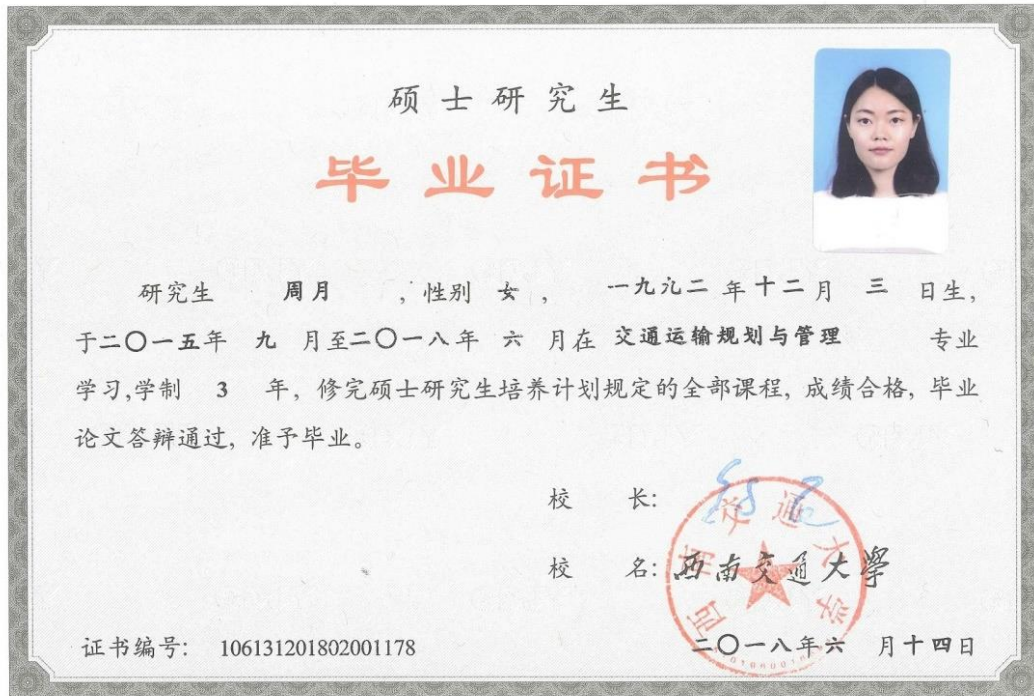 硕士研究生
毕业证书
研究生 周月 ，性别 女 ， 一九九二 年 十二 月 三 日生，
于二〇一五年 九 月至二〇一八年 六 月在 交通运输规划与管理 专业
学习,学制 3 年，修完硕士研究生培养计划规定的全部课程，成绩合格，毕业
论文答辩通过，准予毕业。
校 长:
校 名: 西南交通大學
西南交通大学
证书编号: 106131201802001178
二〇一八年六 月十四日